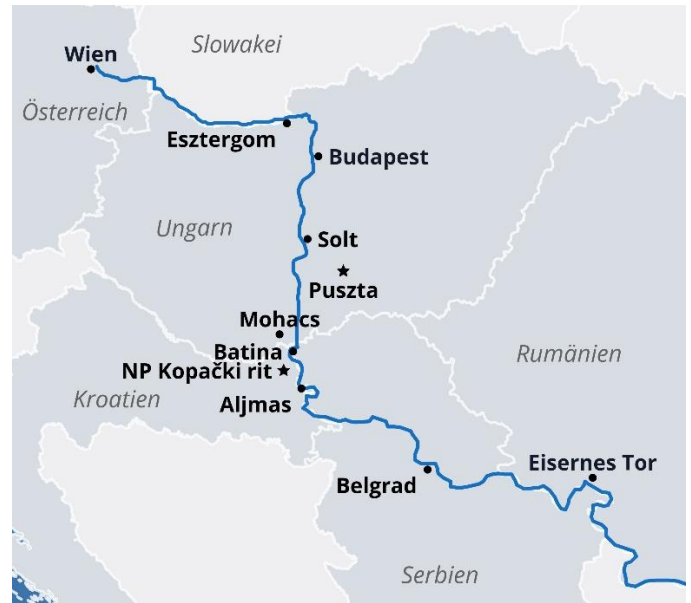 Slowakei
Wien
Österreich
Esztergom
Budapest
Ungarn
Solt
Puszta
Mohacs
Batina
Rumänien
NP Kopački rit
Kroatien
Aljmas
Eisernes Tor
Belgrad
Serbien